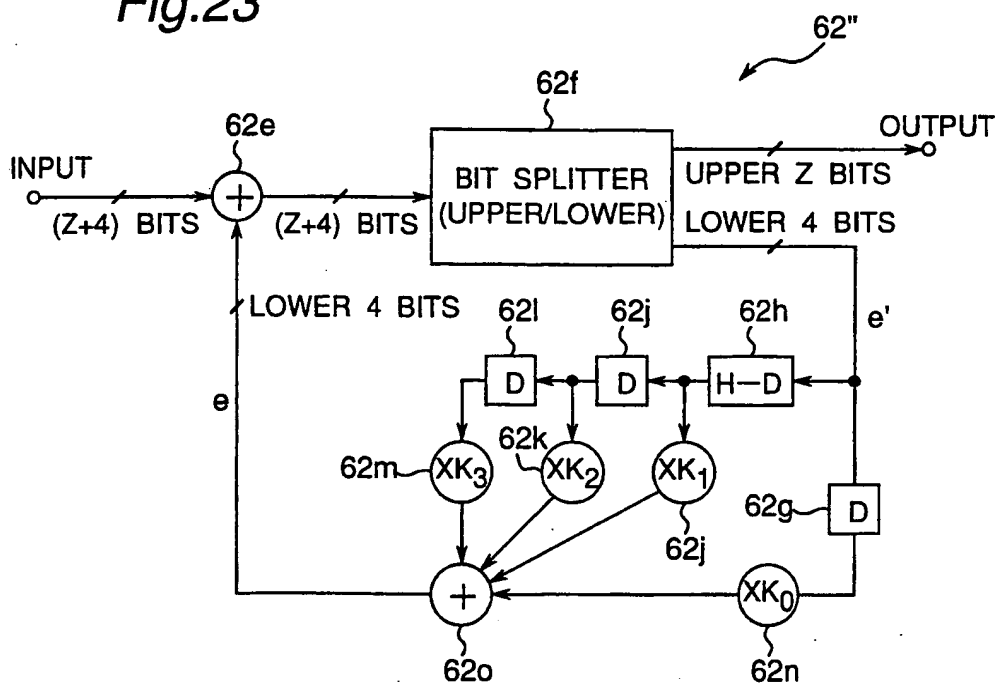 Fig.23
62"
62f
62e
OUTPUT
INPUT
+
BIT SPLITTER
(UPPER/LOWER)
UPPER Z BITS
(Z+4) BITS
(Z+4) BITS
LOWER 4 BITS
LOWER 4 BITS
62l
62j
62h
e'
D
D
H—D
e
62k
62m
XK3
XK2
XK1
62g
D
62j
+
XK0
62o
62n